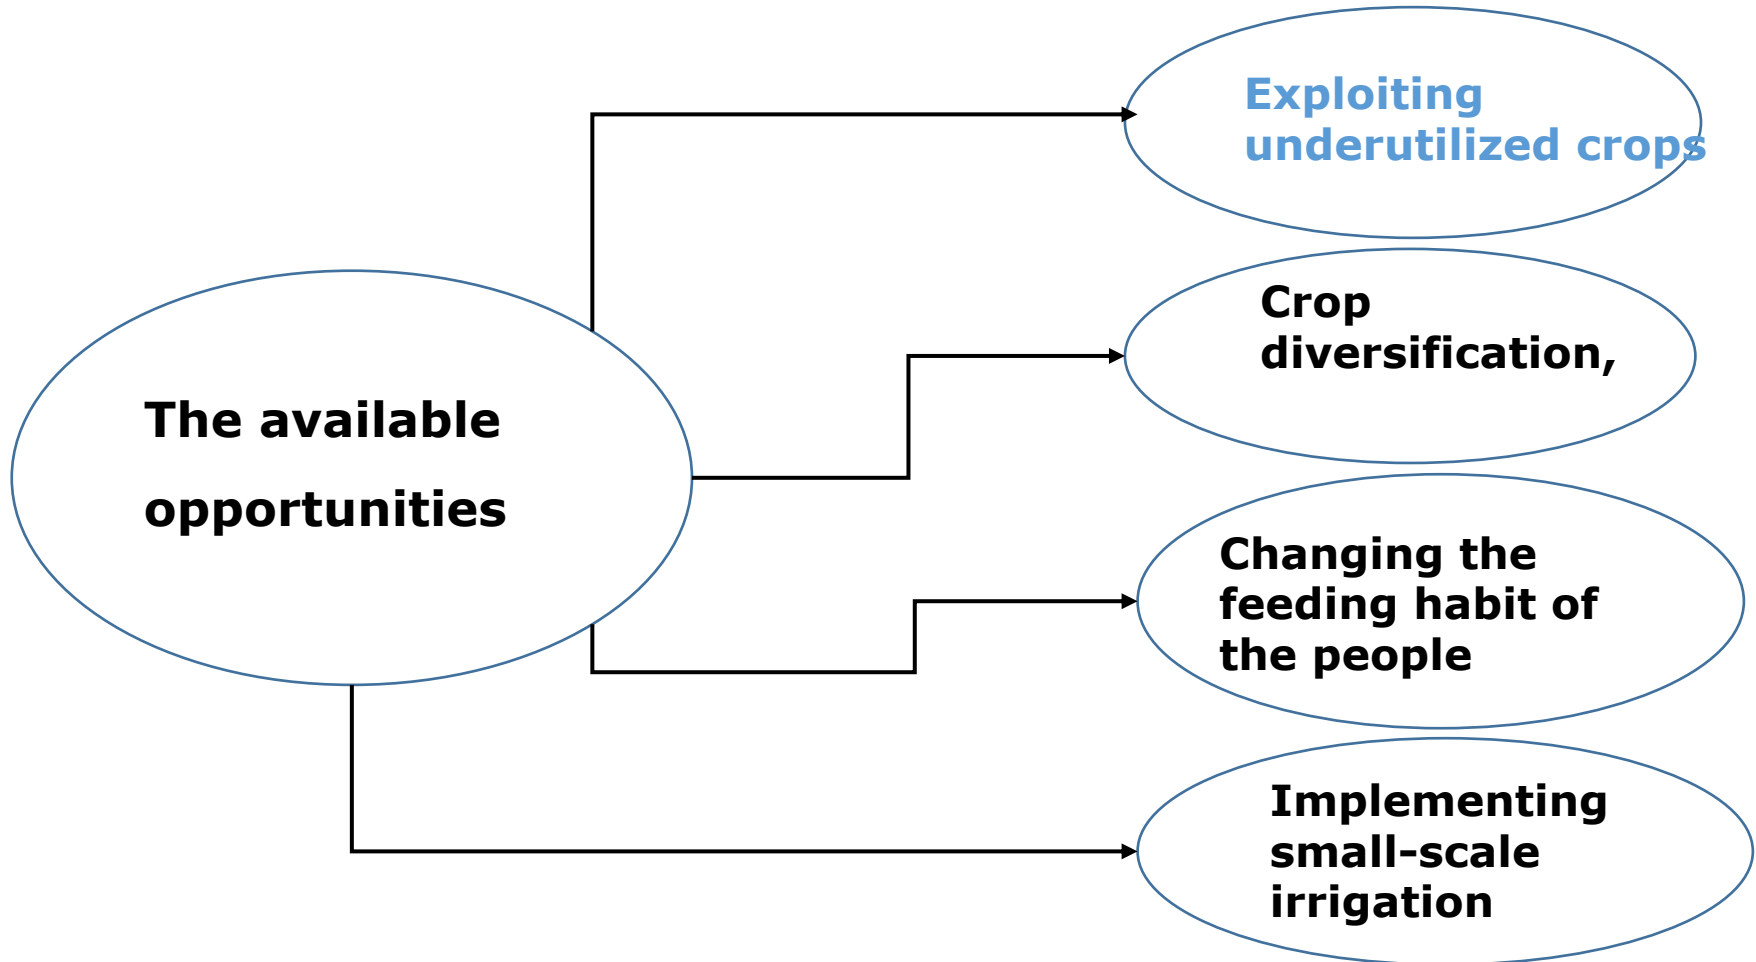 The available
opportunities
Exploiting
underutilized crops
Crop
diversification,
Changing the
feeding habit of
the people
Implementing
small-scale
irrigation